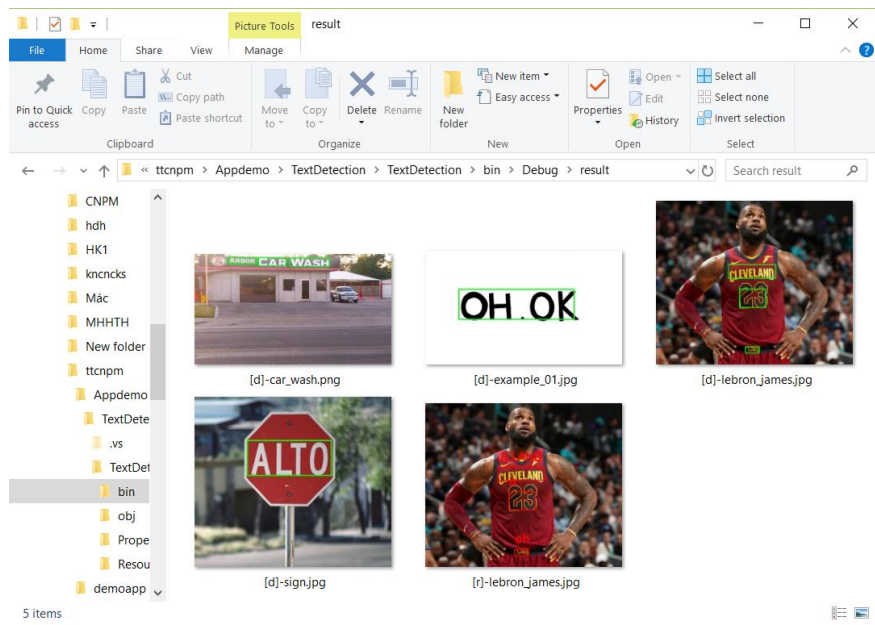 Picture Tools result
File Home Share View Manage
Pin to Quick access
Copy
Paste
Cut
Copy path
Paste shortcut
Move to
Copy to
Delete
Rename
New folder
New item
Easy access
Properties
Open
Edit
History
Select all
Select none
Invert selection
Clipboard Organize New Open Select
« ttcnpm > Appdemo > TextDetection > TextDetection > bin > Debug > result
Search result
CNPM
hdh
HK1
kncncks
Mác
MHHTH
New folder
ttcnpm
Appdemo
TextDete
.vs
TextDet
bin
obj
Prope
Resou
demoapp
ARBOR CAR WASH
[d]-car_wash.png
OH.OK
[d]-example_01.jpg
CLEVELAND
23
[d]-lebron_james.jpg
ALTO
[d]-sign.jpg
CLEVELAND
23
[r]-lebron_james.jpg
5 items